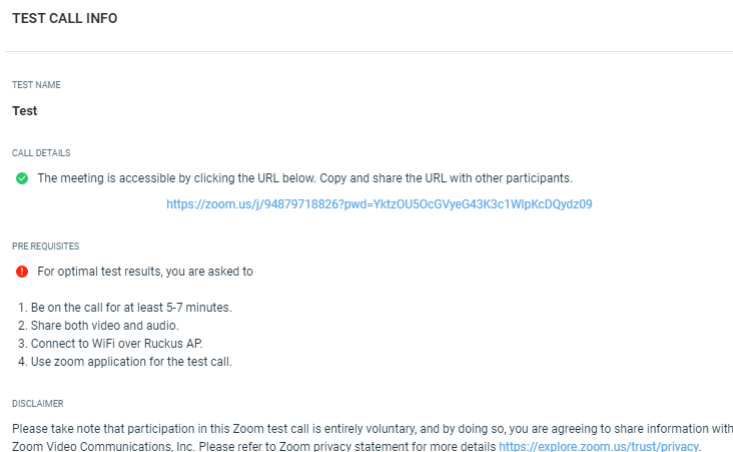 TEST CALL INFO
TEST NAME
Test
CALL DETAILS
The meeting is accessible by clicking the URL below. Copy and share the URL with other participants.
https://zoom.us/j/94879718826?pwd=YktzOU5OcGVyeG43K3c1WlpKcDQydz09
PRE REQUISITES
For optimal test results, you are asked to
1. Be on the call for at least 5-7 minutes.
2. Share both video and audio.
3. Connect to WiFi over Ruckus AP.
4. Use zoom application for the test call.
DISCLAIMER
Please take note that participation in this Zoom test call is entirely voluntary, and by doing so, you are agreeing to share information with
Zoom Video Communications, Inc. Please refer to Zoom privacy statement for more details https://explore.zoom.us/trust/privacy.